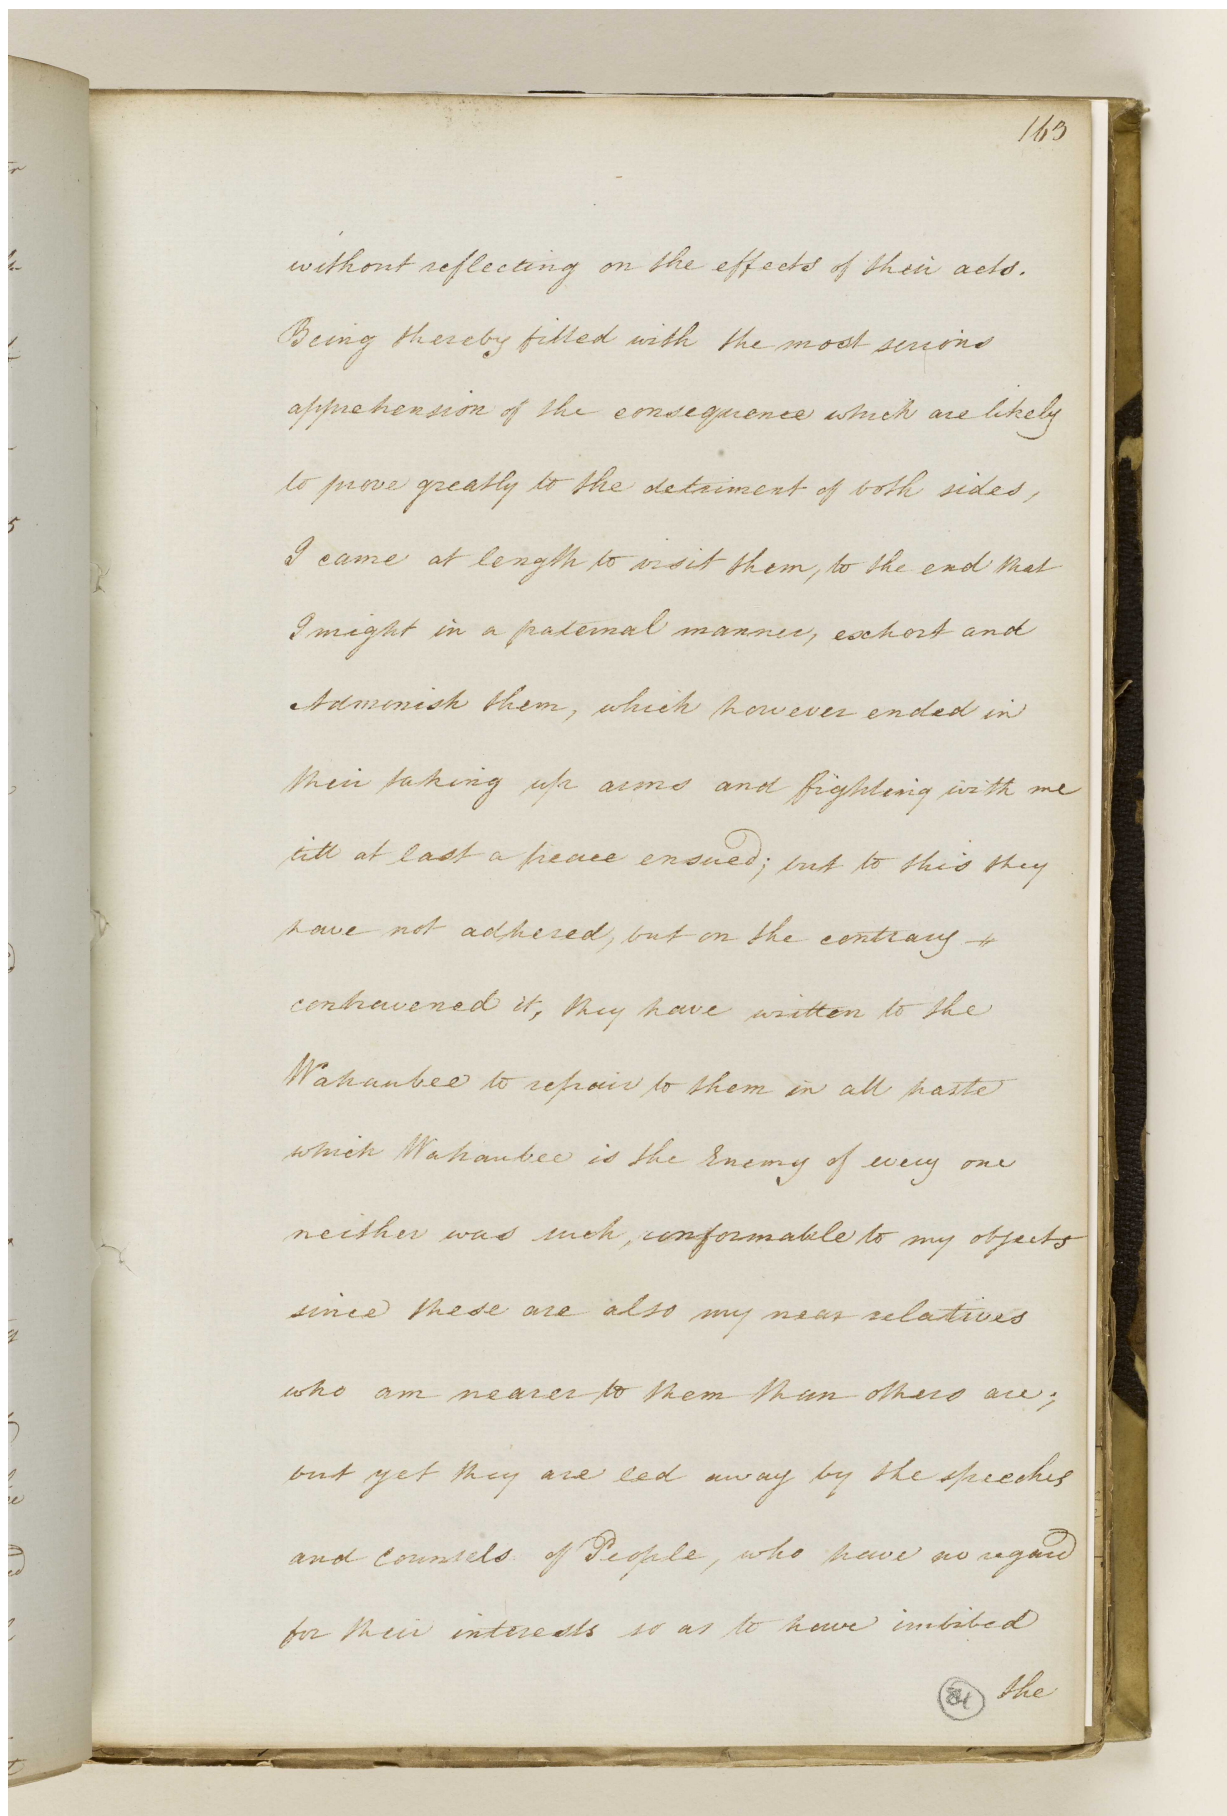 163
without reflecting on the effects of their acts.
Being thereby filled with the most serious
apprehension of the consequence which are likely
to prove greatly to the detriment of both sides,
I came at length to visit them, to the end that
I might in a paternal manner, exhort and
Admonish them, which however ended in
their taking up arms and fighting with me
till at last a peace ensued; but to this they
have not adhered, but on the contrary
contravened it, they have written to the
Wahaubee to repair to them in all haste
which Wahaubee is the Enemy of every one
neither was such, conformable to my objects
since these are also my near relatives
who am nearer to them than others are;
but yet they are led away by the speeches
and counsels of People, who have no regard
for their interests so as to have imbibed
the